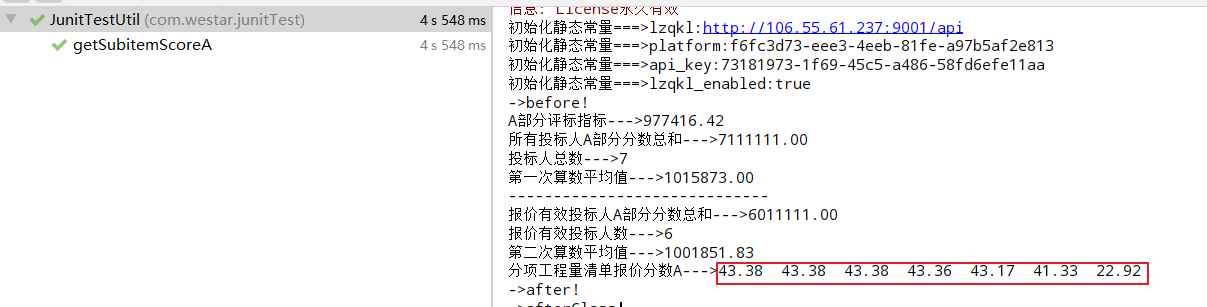 JunitTestUtil (com.westar.junitTest) 4 s 548 ms
getSubitemScoreA 4 s 548 ms
信息: License永久有效
初始化静态常量===>lzqkl:http://106.55.61.237:9001/api
初始化静态常量===>platform:f6fc3d73-eee3-4eeb-81fe-a97b5af2e813
初始化静态常量===>api_key:73181973-1f69-45c5-a486-58fd6efe11aa
初始化静态常量===>lzqkl_enabled:true
->before!
A部分评标指标--->977416.42
所有投标人A部分分数总和--->7111111.00
投标人总数--->7
第一次算数平均值--->1015873.00
----------------------------
报价有效投标人A部分分数总和--->6011111.00
报价有效投标人数--->6
第二次算数平均值--->1001851.83
分项工程量清单报价分数A--->43.38 43.38 43.38 43.36 43.17 41.33 22.92
->after!
->afterClass!